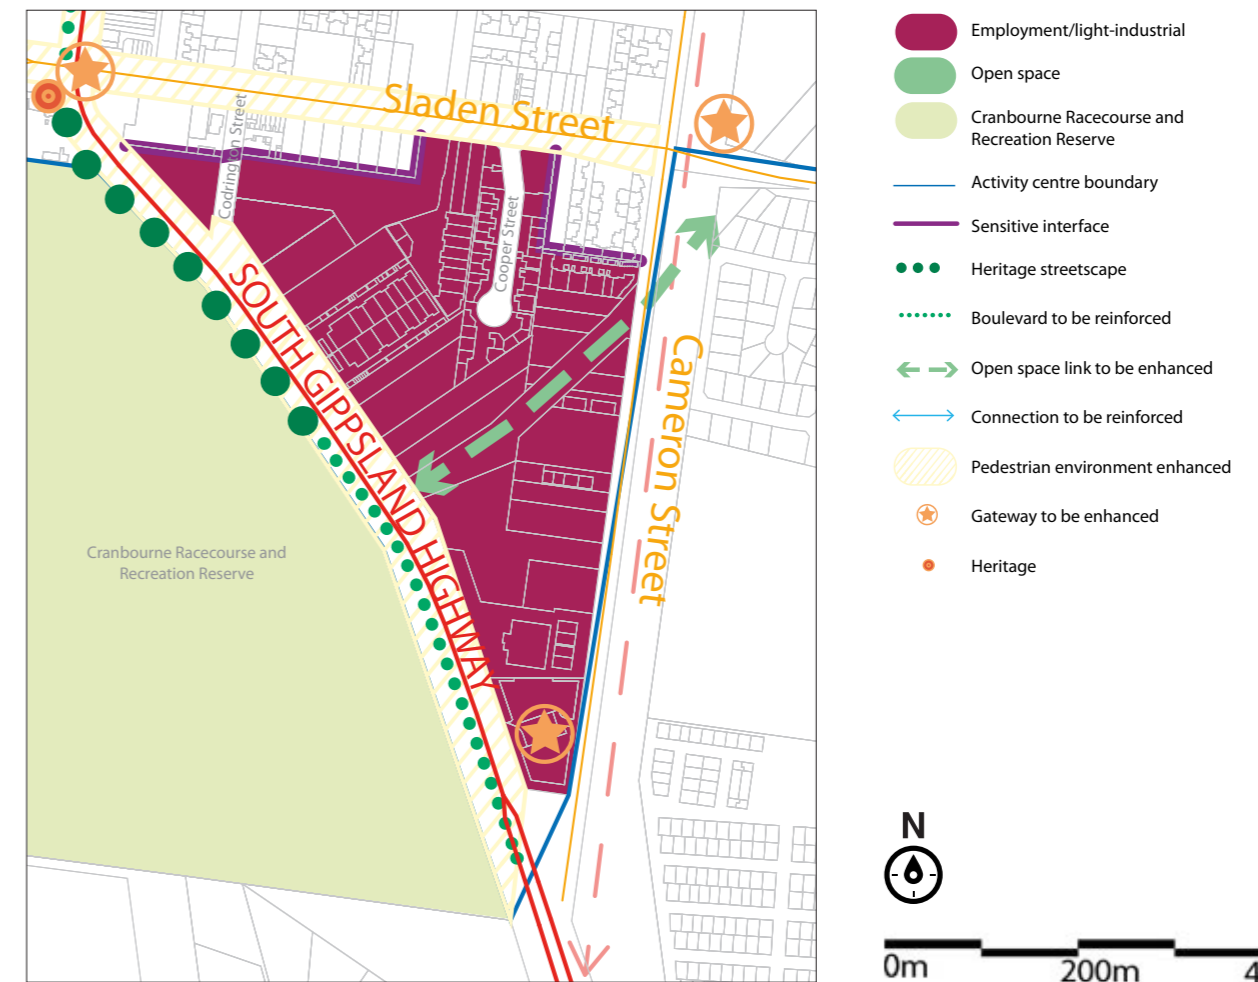 Sladen Street
Codrington Street
Cooper Street
SOUTH GIPPSLAND HIGHWAY
Cameron Street
Cranbourne Racecourse and
Recreation Reserve
Employment/light-industrial
Open space
Cranbourne Racecourse and
Recreation Reserve
Activity centre boundary
Sensitive interface
Heritage streetscape
Boulevard to be reinforced
Open space link to be enhanced
Connection to be reinforced
Pedestrian environment enhanced
Gateway to be enhanced
Heritage
N
0m 200m 4